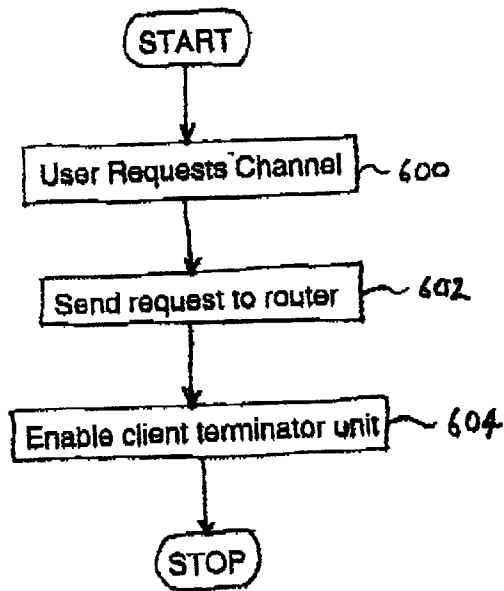 START
User Requests Channel 600
Send request to router 602
Enable client terminator unit 604
STOP